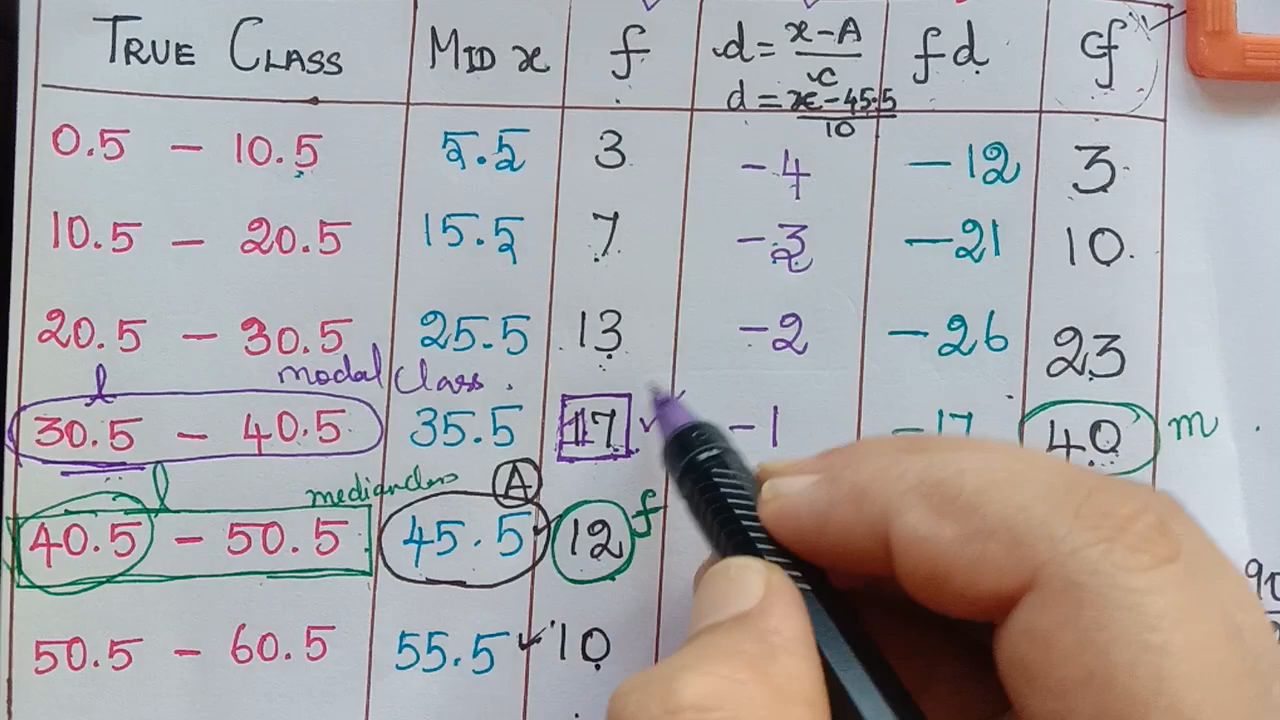 TRUE CLASS MID x f d = x-A/c fd cf
d = x-45.5/10
0.5 - 10.5 5.5 3 -4 -12 3
10.5 - 20.5 15.5 7 -3 -21 10
20.5 - 30.5 25.5 13 -2 -26 23
l modal class.
30.5 - 40.5 35.5 17 ✓ -1 -17 40 m
l median class A
40.5 - 50.5 45.5 12 f
50.5 - 60.5 55.5 10